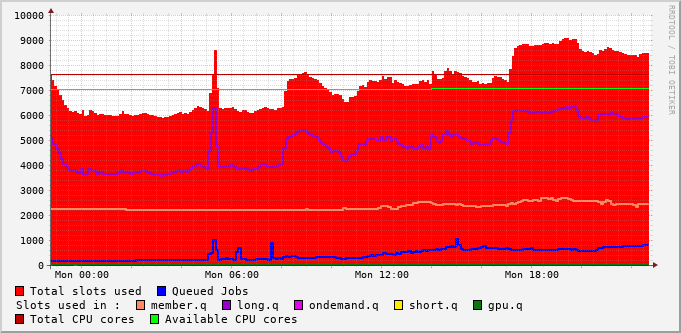 10000
9000
8000
7000
6000
5000
4000
3000
2000
1000
0
Mon 00:00 Mon 06:00 Mon 12:00 Mon 18:00
RRDTOOL / TOBI OETIKER
Total slots used Queued Jobs
Slots used in : member.q long.q ondemand.q short.q gpu.q
Total CPU cores Available CPU cores